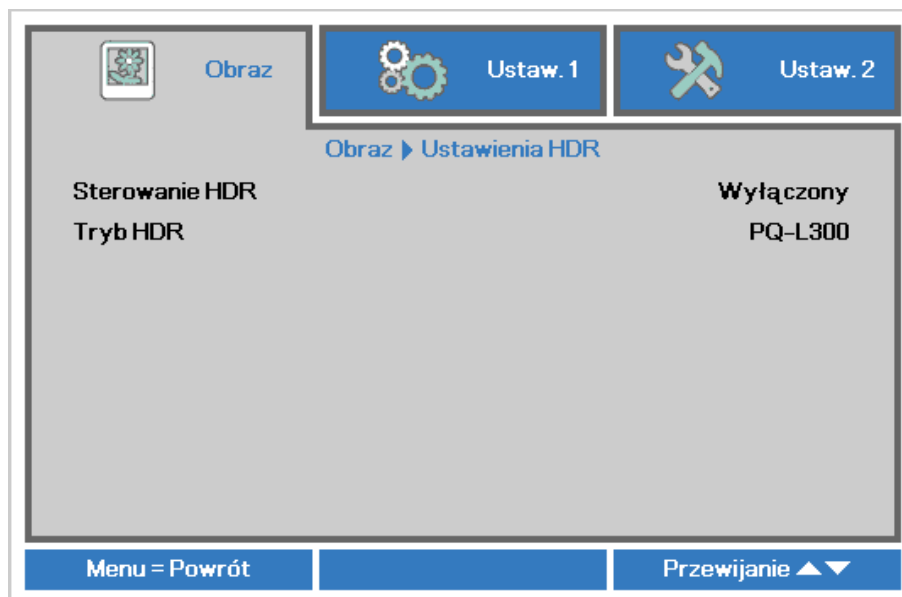 Obraz
Ustaw. 1
Ustaw. 2
Obraz ▶ Ustawienia HDR
Sterowanie HDR Wyłączony
Tryb HDR PQ-L300
Menu = Powrót
Przewijanie ▲▼